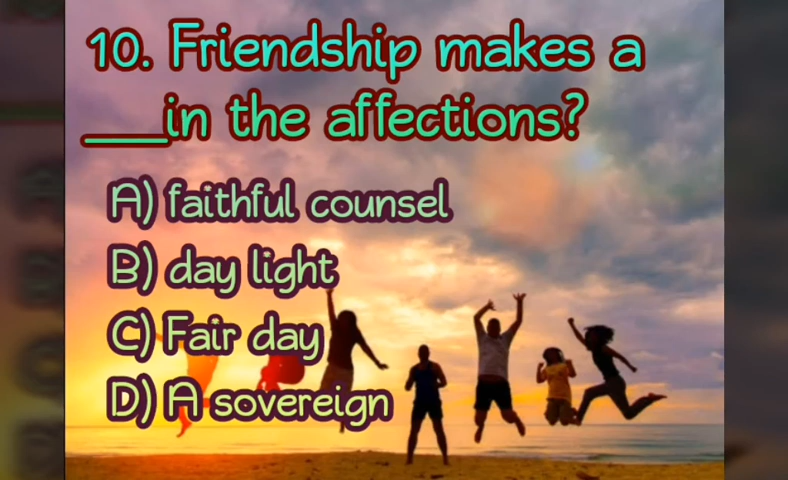 10. Friendship makes a
___in the affections?
A) faithful counsel
B) day light
C) Fair day
D) A sovereign